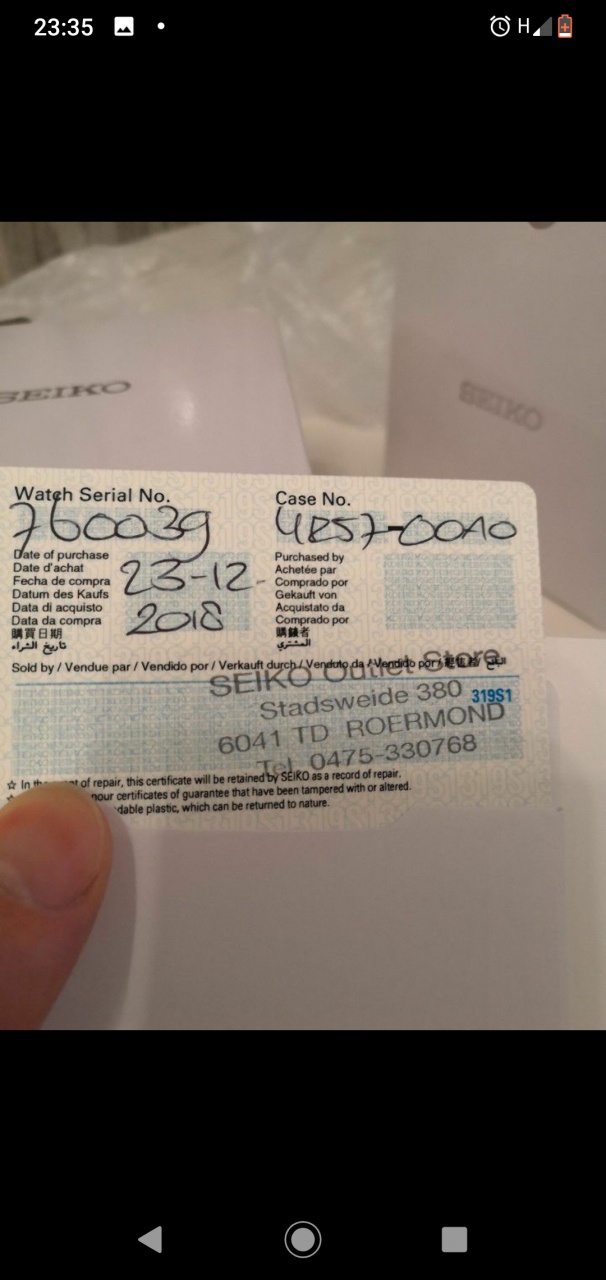 23:35
H
SEIKO
SEIKO
Watch Serial No.
760039
Case No.
4R57-00A0
Date of purchase
Date d'achat
Fecha de compra
Datum des Kaufs
Data di acquisto
Data da compra
購買日期
تاريخ الشراء
23-12-
2018
Purchased by
Achetée par
Comprado por
Gekauft von
Acquistato da
Comprado por
購錶者
المشتري
Sold by / Vendue par / Vendido por / Verkauft durch / Venduto da / Vendido por /
SEIKO Outlet Store
Stadsweide 380
319S1
6041 TD ROERMOND
Tel. 0475-330768
☆ In of repair, this certificate will be retained by SEIKO as a record of repair.
certificates of guarantee that have been tampered with or altered.
plastic, which can be returned to nature.